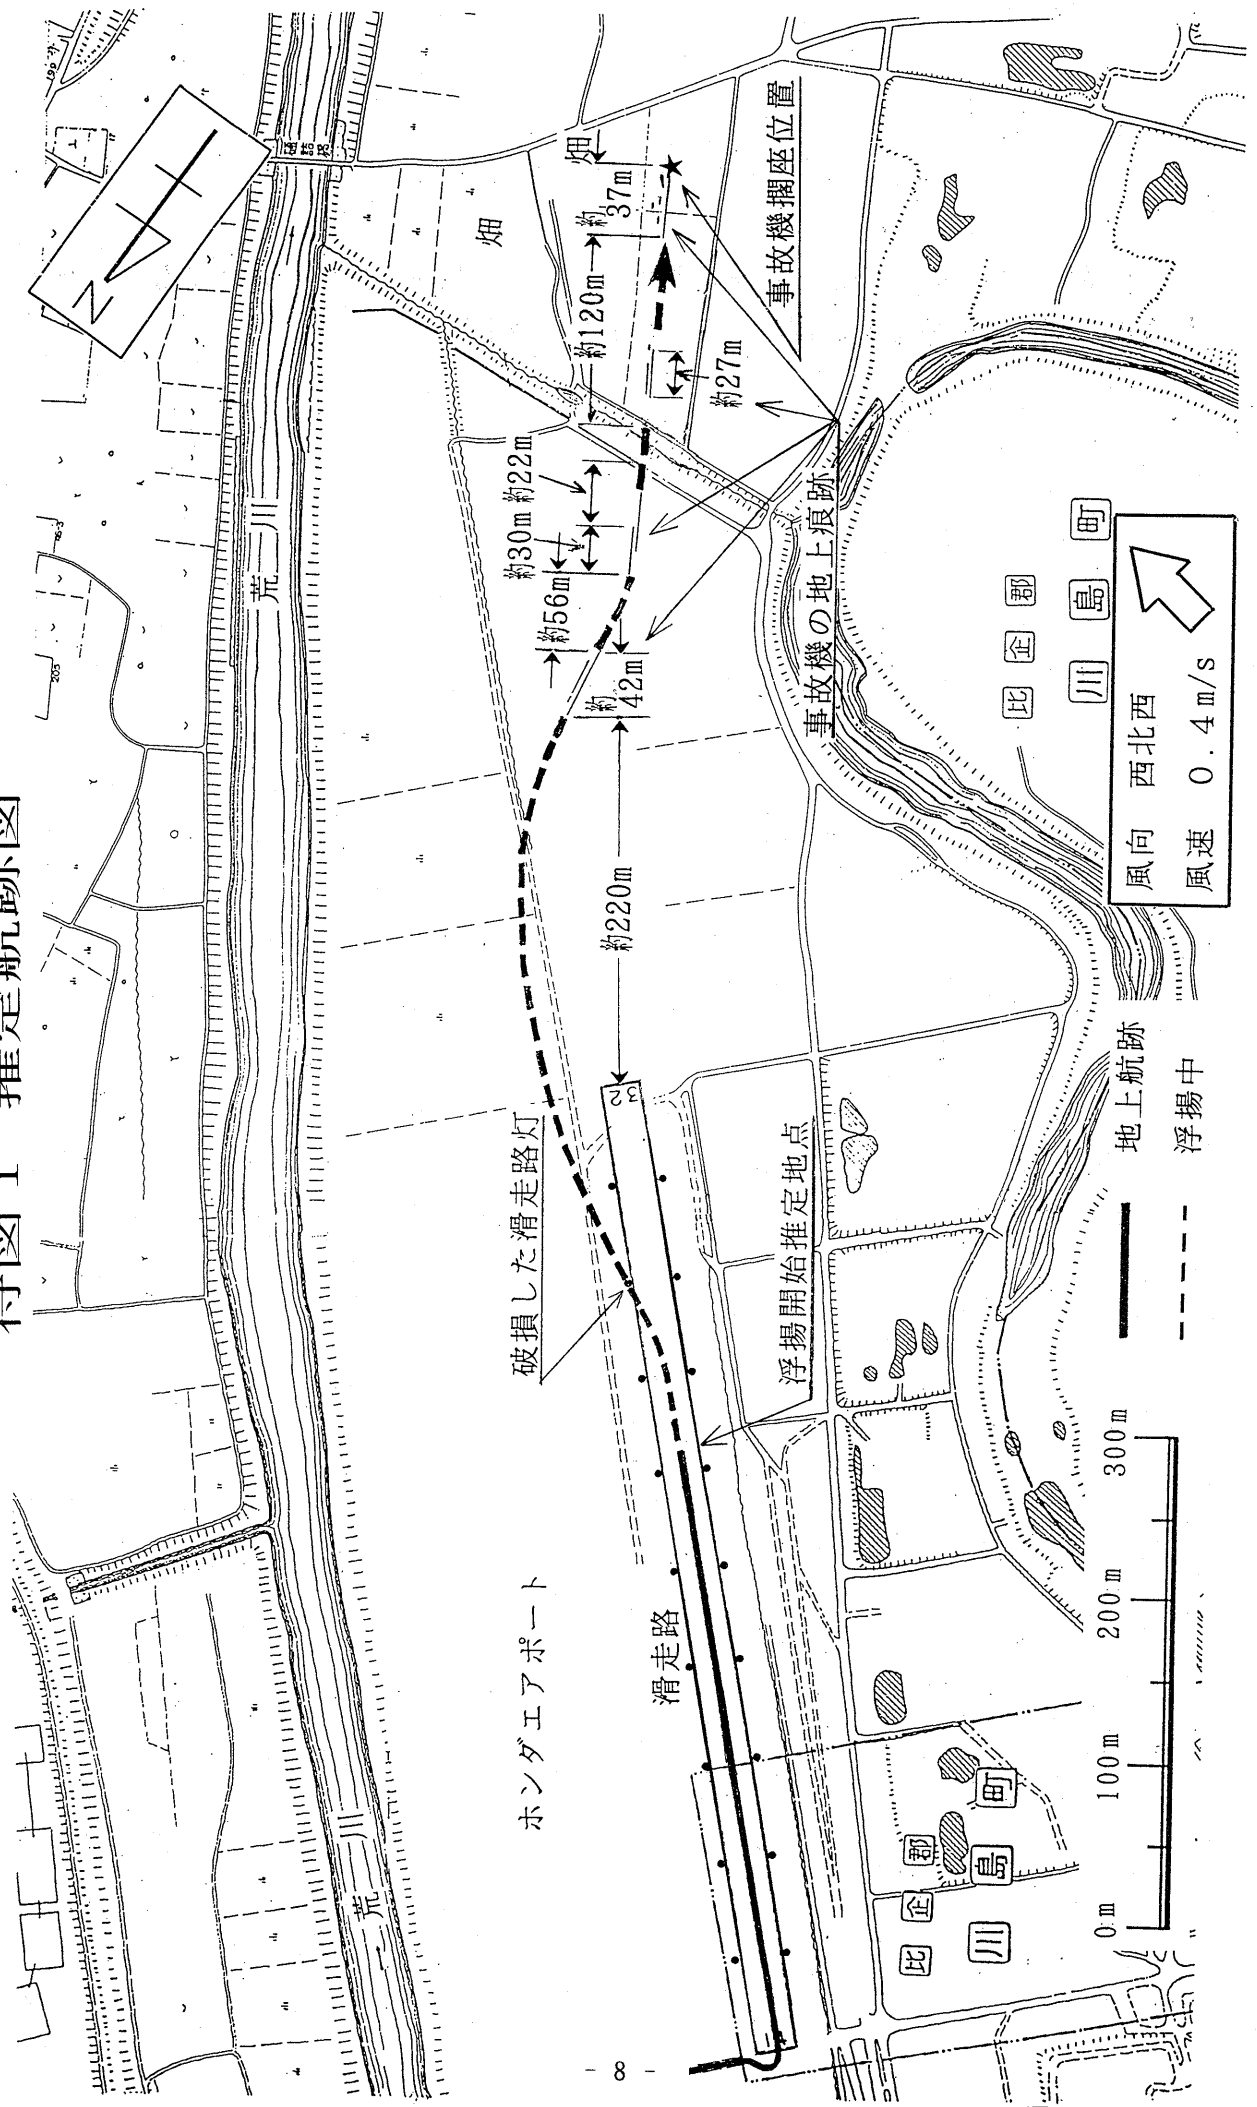 付図1 推定航跡図
N
荒川
荒川
畑
畑
約37m
約120m
約27m
約22m
約30m
約56m
約42m
約220m
事故機擱座位置
事故機の地上痕跡
破損した滑走路灯
浮揚開始推定地点
32
滑走路
ホンダエアポート
比企郡
川島町
比企郡
川島町
風向 西北西
風速 0.4m/s
地上航跡
浮揚中
0m 100m 200m 300m
205
- 8 -